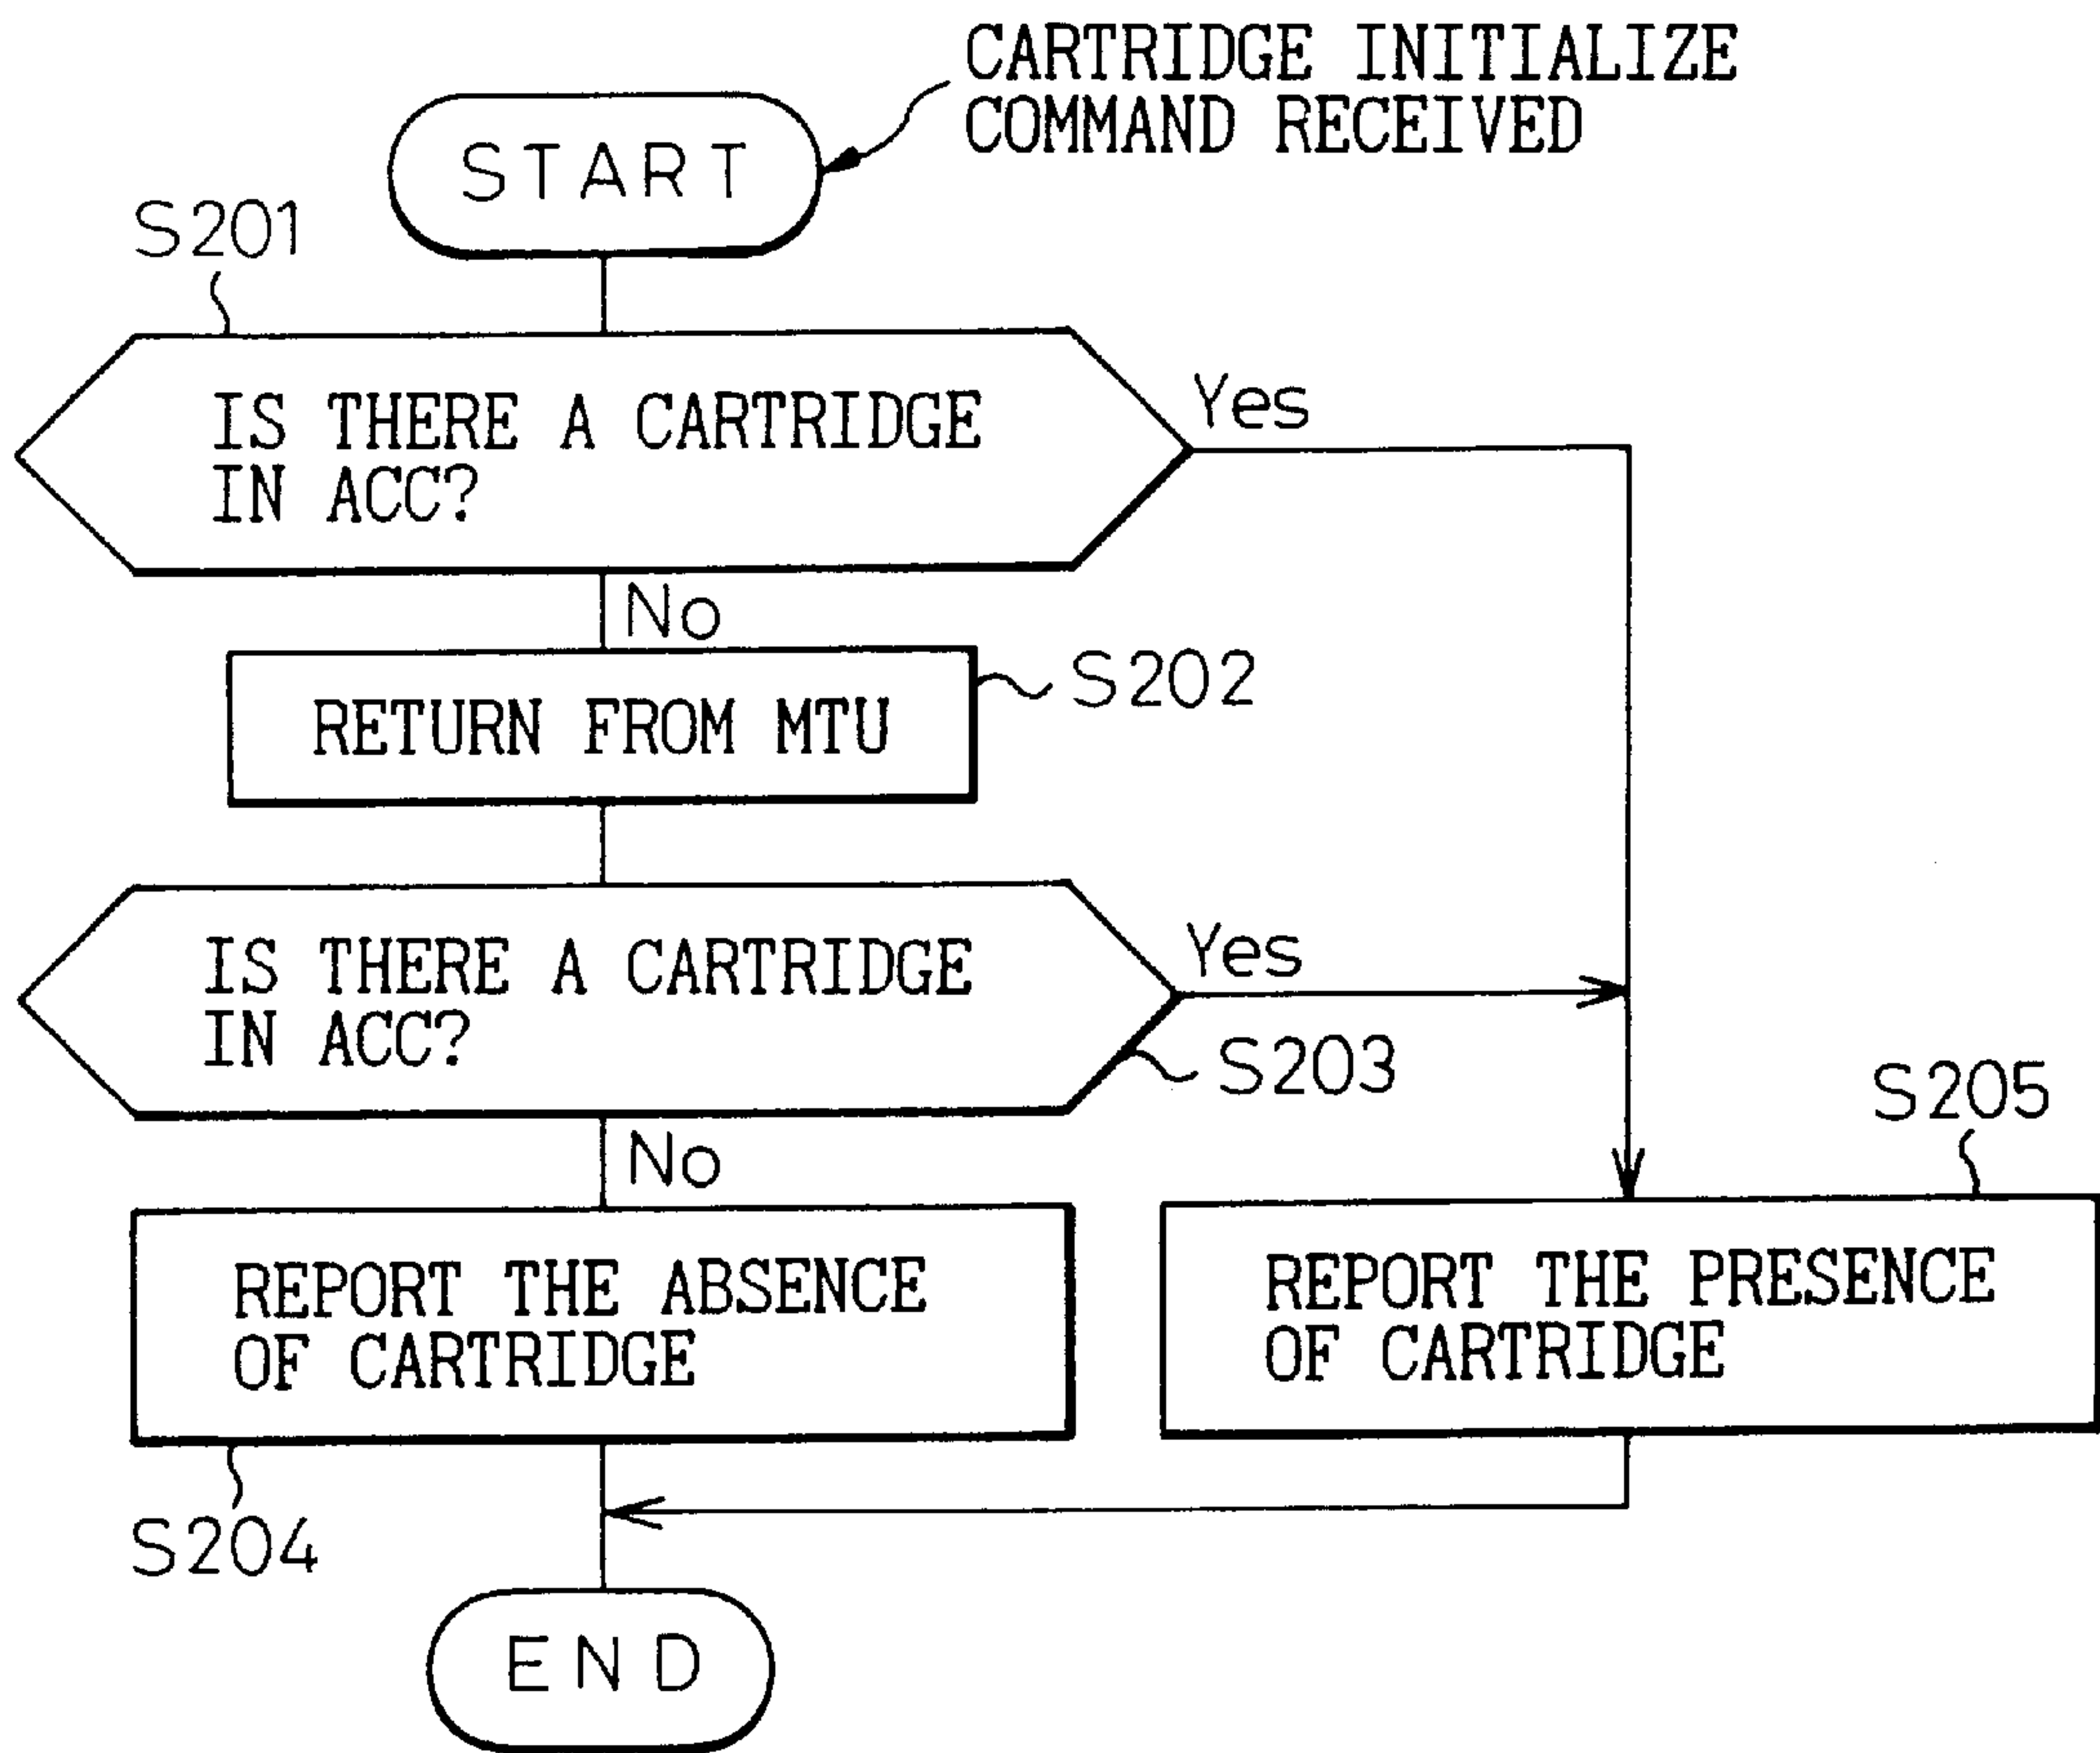 CARTRIDGE INITIALIZE
COMMAND RECEIVED
START
S201
IS THERE A CARTRIDGE
IN ACC?
Yes
No
RETURN FROM MTU
S202
IS THERE A CARTRIDGE
IN ACC?
Yes
S203
No
S205
REPORT THE ABSENCE
OF CARTRIDGE
REPORT THE PRESENCE
OF CARTRIDGE
S204
END